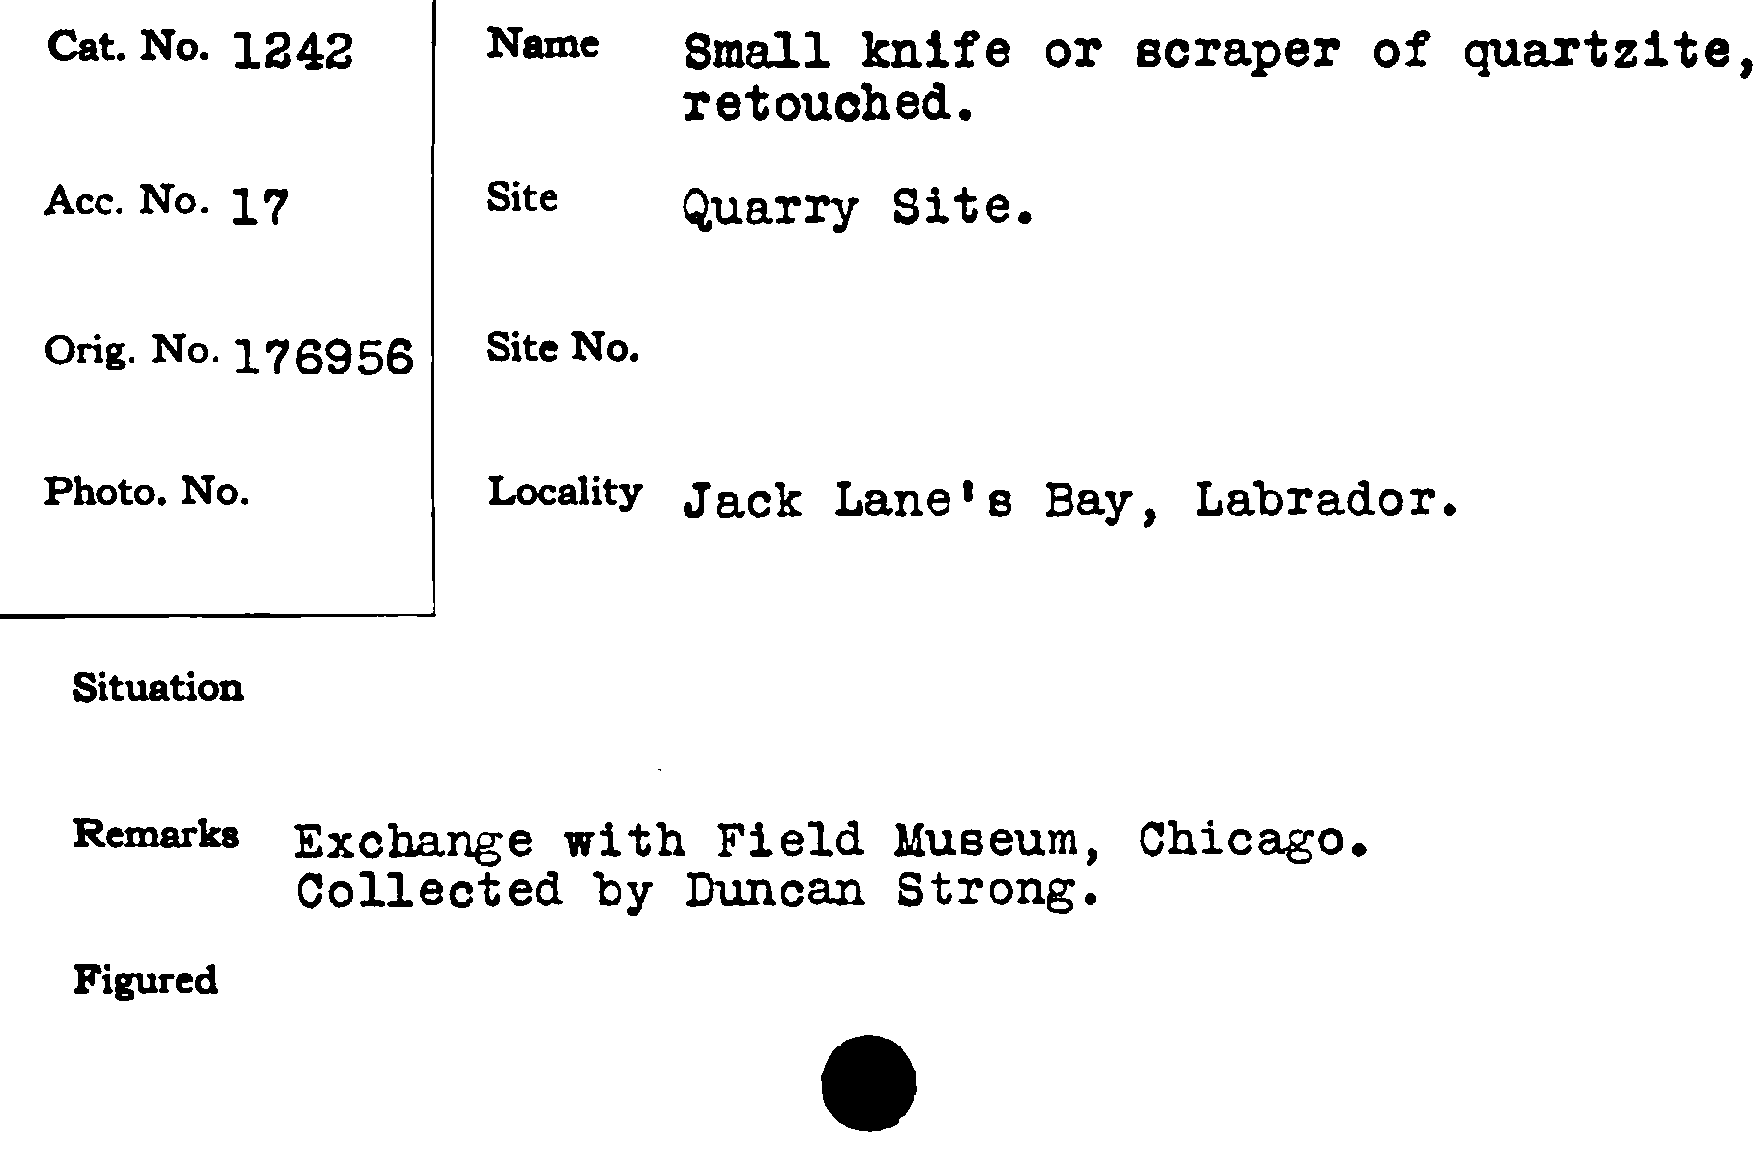 Cat. No. 1242
Name Small knife or scraper of quartzite,
retouched.
Acc. No. 17
Site Quarry Site.
Orig. No. 176956
Site No.
Photo. No.
Locality Jack Lane's Bay, Labrador.
Situation
Remarks Exchange with Field Museum, Chicago.
Collected by Duncan Strong.
Figured